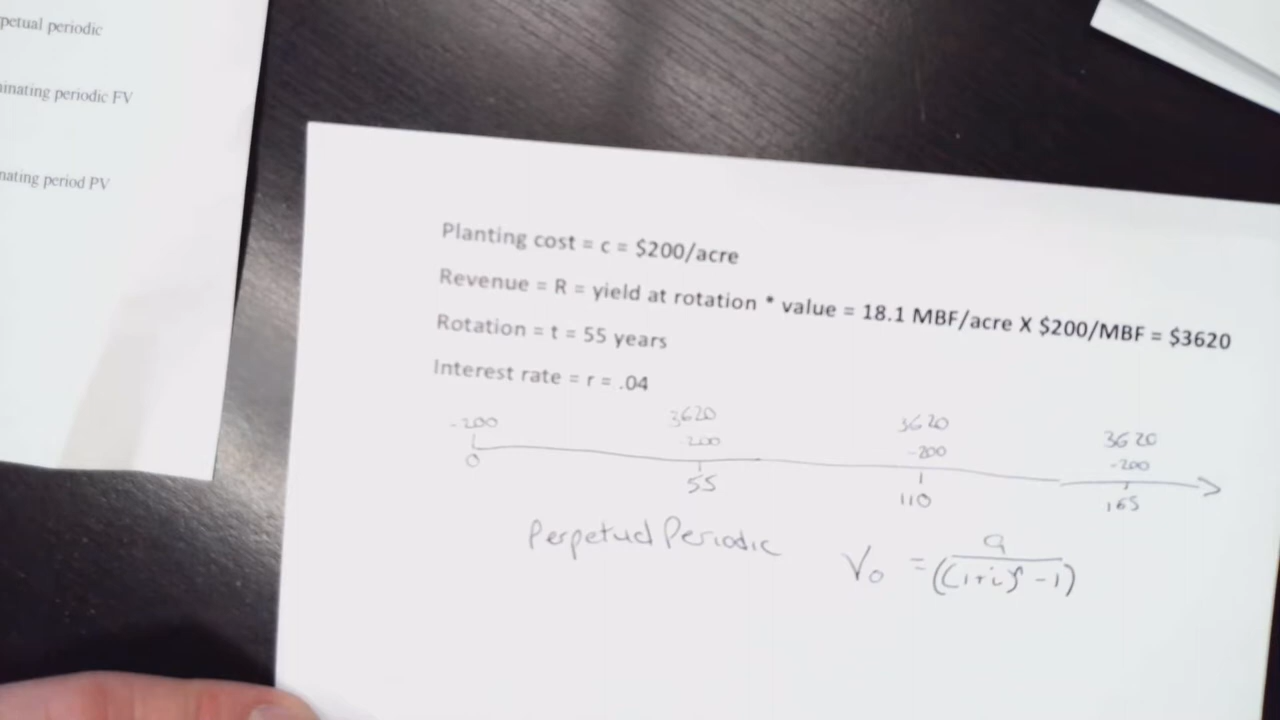 petual periodic
inating periodic FV
nating period PV
Planting cost = c = $200/acre
Revenue = R = yield at rotation * value = 18.1 MBF/acre X $200/MBF = $3620
Rotation = t = 55 years
Interest rate = r = .04
-200 3620 3620 3620
-200 -200 -200
0 55 110 165
Perpetual Periodic V₀ = a / ((1+i)ᵗ - 1)